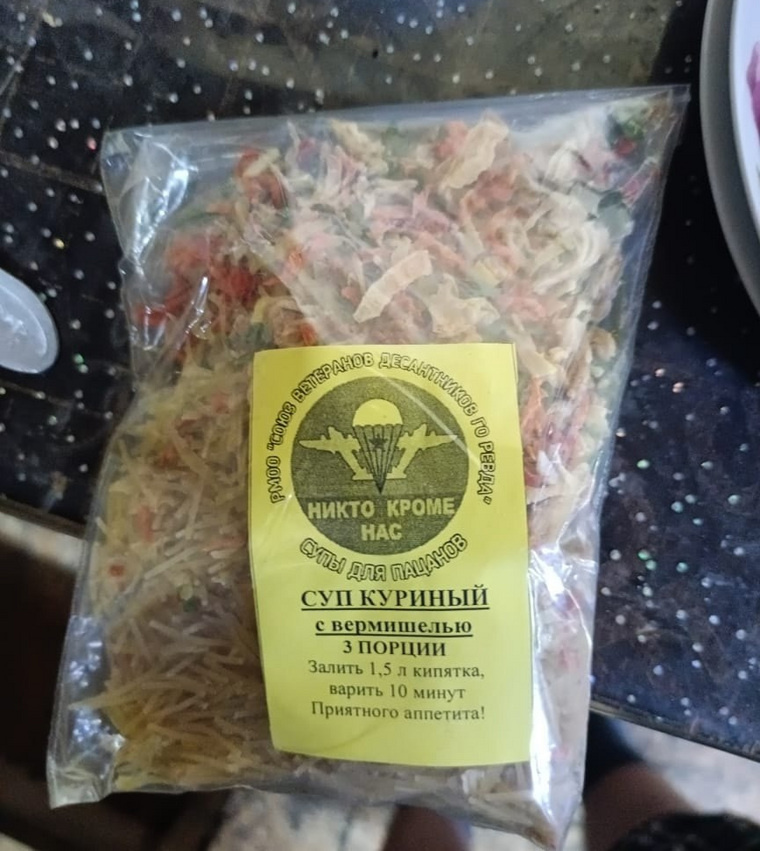 РМОО "СОЮЗ ВЕТЕРАНОВ ДЕСАНТНИКОВ ГО РЕВДА"
НИКТО КРОМЕ
НАС
СУПЫ ДЛЯ ПАЦАНОВ
СУП КУРИНЫЙ
с вермишелью
3 ПОРЦИИ
Залить 1,5 л кипятка,
варить 10 минут
Приятного аппетита!